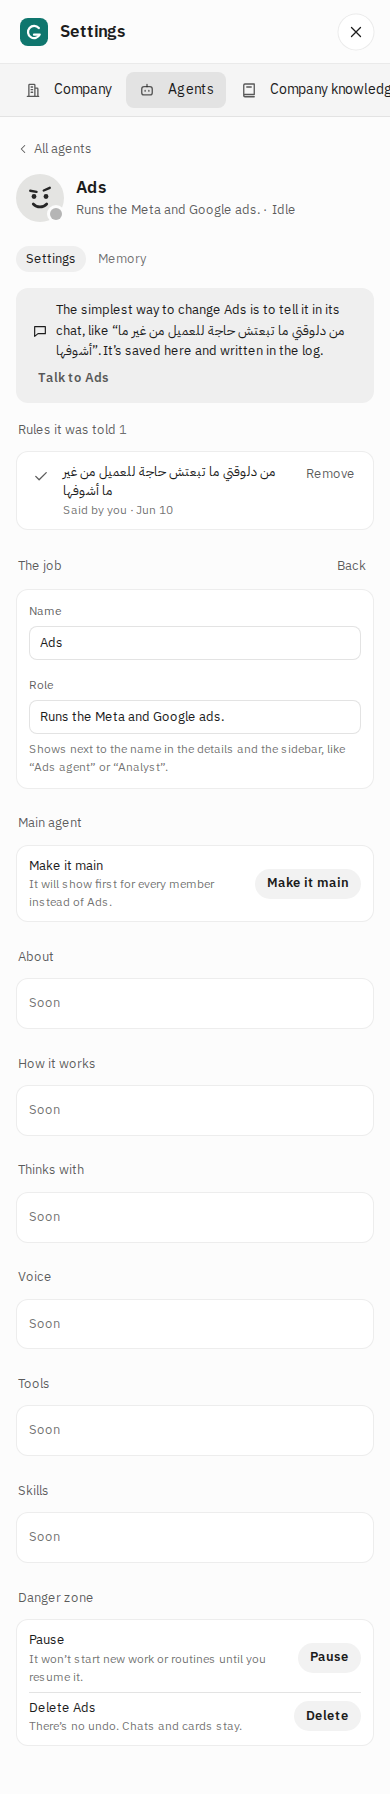 Settings
Company
Agents
Company knowledg
All agents
Ads
Runs the Meta and Google ads. · Idle
Settings
Memory
The simplest way to change Ads is to tell it in its
chat, like “من دلوقتي ما تبعتش حاجة للعميل من غير ما
أشوفها”. It’s saved here and written in the log.
Talk to Ads
Rules it was told 1
من دلوقتي ما تبعتش حاجة للعميل من غير
ما أشوفها
Remove
Said by you · Jun 10
The job
Back
Name
Ads
Role
Runs the Meta and Google ads.
Shows next to the name in the details and the sidebar, like
“Ads agent” or “Analyst”.
Main agent
Make it main
It will show first for every member
instead of Ads.
Make it main
About
Soon
How it works
Soon
Thinks with
Soon
Voice
Soon
Tools
Soon
Skills
Soon
Danger zone
Pause
It won’t start new work or routines until you
resume it.
Pause
Delete Ads
There’s no undo. Chats and cards stay.
Delete